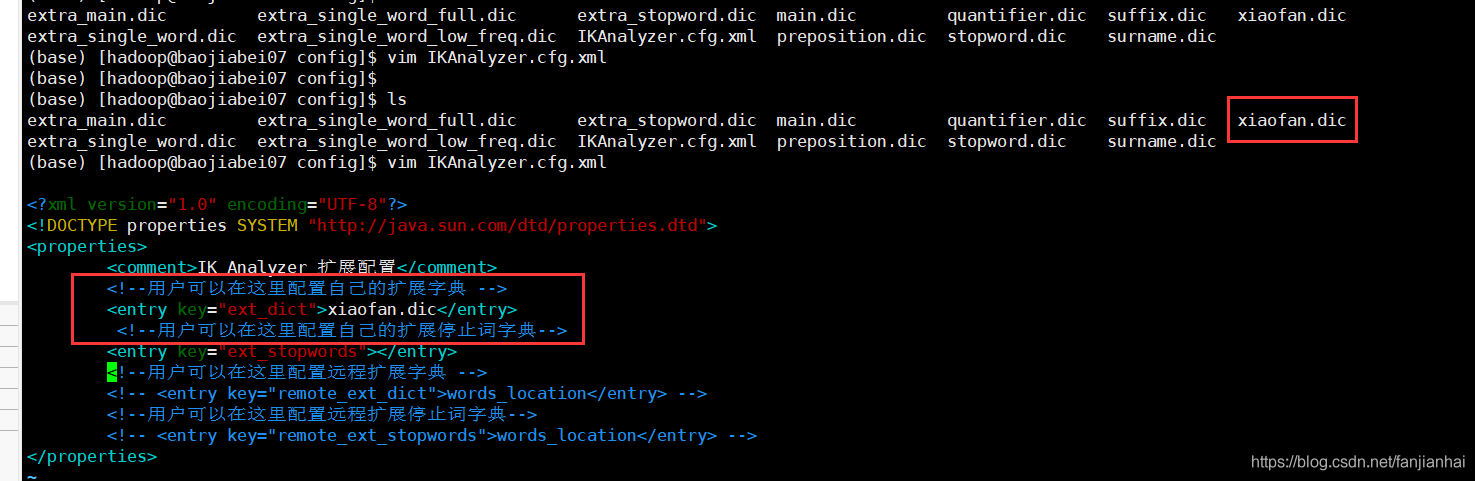 extra_main.dic extra_single_word_full.dic extra_stopword.dic main.dic quantifier.dic suffix.dic xiaofan.dic
extra_single_word.dic extra_single_word_low_freq.dic IKAnalyzer.cfg.xml preposition.dic stopword.dic surname.dic
(base) [hadoop@baojiabei07 config]$ vim IKAnalyzer.cfg.xml
(base) [hadoop@baojiabei07 config]$
(base) [hadoop@baojiabei07 config]$ ls
extra_main.dic extra_single_word_full.dic extra_stopword.dic main.dic quantifier.dic suffix.dic xiaofan.dic
extra_single_word.dic extra_single_word_low_freq.dic IKAnalyzer.cfg.xml preposition.dic stopword.dic surname.dic
(base) [hadoop@baojiabei07 config]$ vim IKAnalyzer.cfg.xml
<?xml version="1.0" encoding="UTF-8"?>
<!DOCTYPE properties SYSTEM "http://java.sun.com/dtd/properties.dtd">
<properties>
<comment>IK Analyzer 扩展配置</comment>
<!--用户可以在这里配置自己的扩展字典 -->
<entry key="ext_dict">xiaofan.dic</entry>
<!--用户可以在这里配置自己的扩展停止词字典-->
<entry key="ext_stopwords"></entry>
<!--用户可以在这里配置远程扩展字典 -->
<!-- <entry key="remote_ext_dict">words_location</entry> -->
<!--用户可以在这里配置远程扩展停止词字典-->
<!-- <entry key="remote_ext_stopwords">words_location</entry> -->
</properties>
~
https://blog.csdn.net/fanjianhai